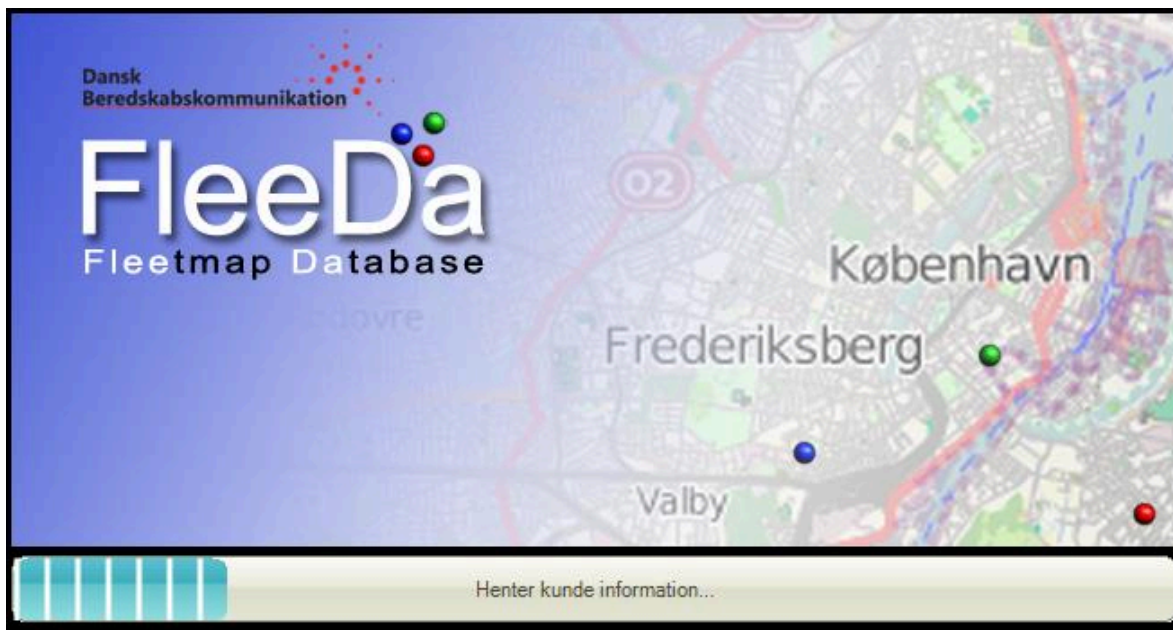 Dansk
Beredskabskommunikation
FleeDa
Fleetmap Database
O2
København
Frederiksberg
Valby
Henter kunde information...